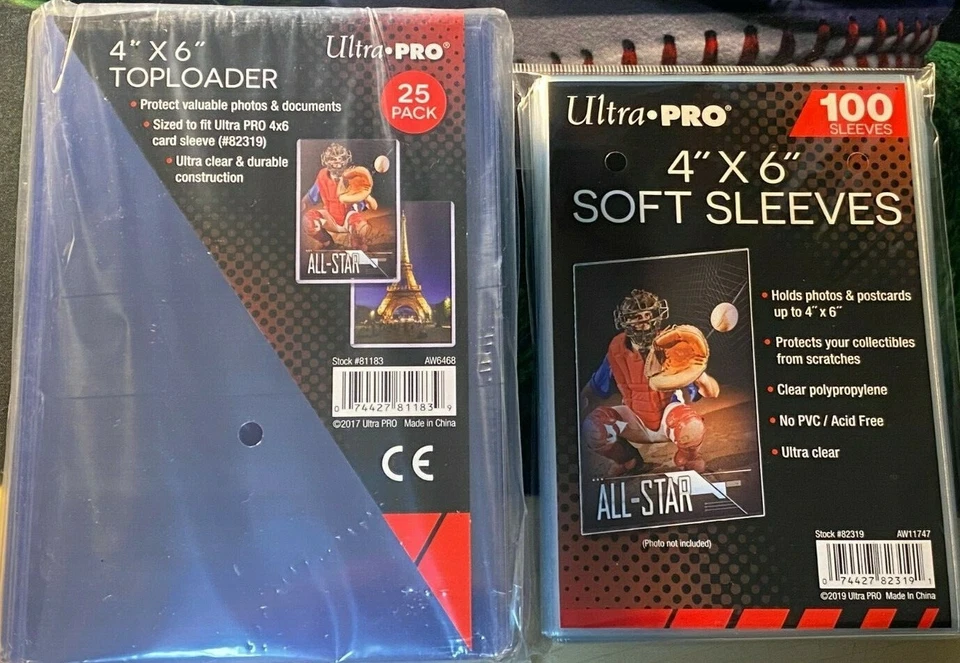 4" X 6"
TOPLOADER
Ultra•PRO®
25
PACK
• Protect valuable photos & documents
• Sized to fit Ultra PRO 4x6
card sleeve (#82319)
• Ultra clear & durable
construction
ALL-STAR
Stock #81183 AW6468
0 74427 81183 9
©2017 Ultra PRO Made in China
CE
Ultra•PRO®
100
SLEEVES
4" X 6"
SOFT SLEEVES
• Holds photos & postcards
up to 4" x 6"
• Protects your collectibles
from scratches
• Clear polypropylene
• No PVC / Acid Free
• Ultra clear
ALL-STAR
(Photo not included)
Stock #82319 AW11747
0 74427 82319 1
©2019 Ultra PRO Made In China